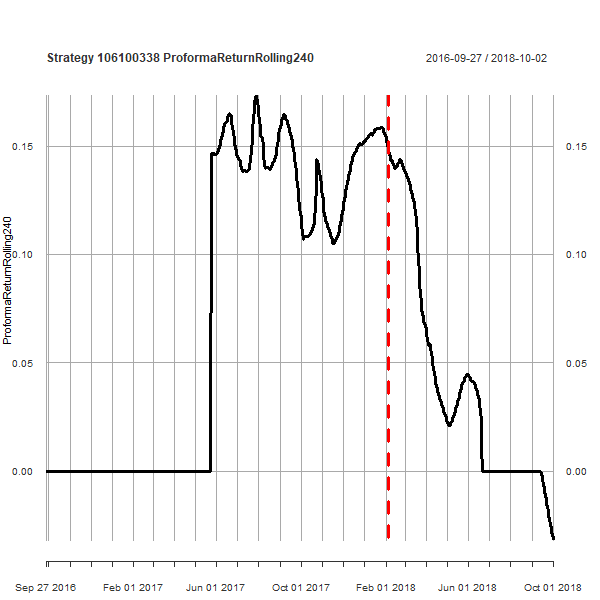 Strategy 106100338 ProformaReturnRolling240 2016-09-27 / 2018-10-02
ProformaReturnRolling240
0.15 0.15
0.10 0.10
0.05 0.05
0.00 0.00
Sep 27 2016 Feb 01 2017 Jun 01 2017 Oct 01 2017 Feb 01 2018 Jun 01 2018 Oct 01 2018